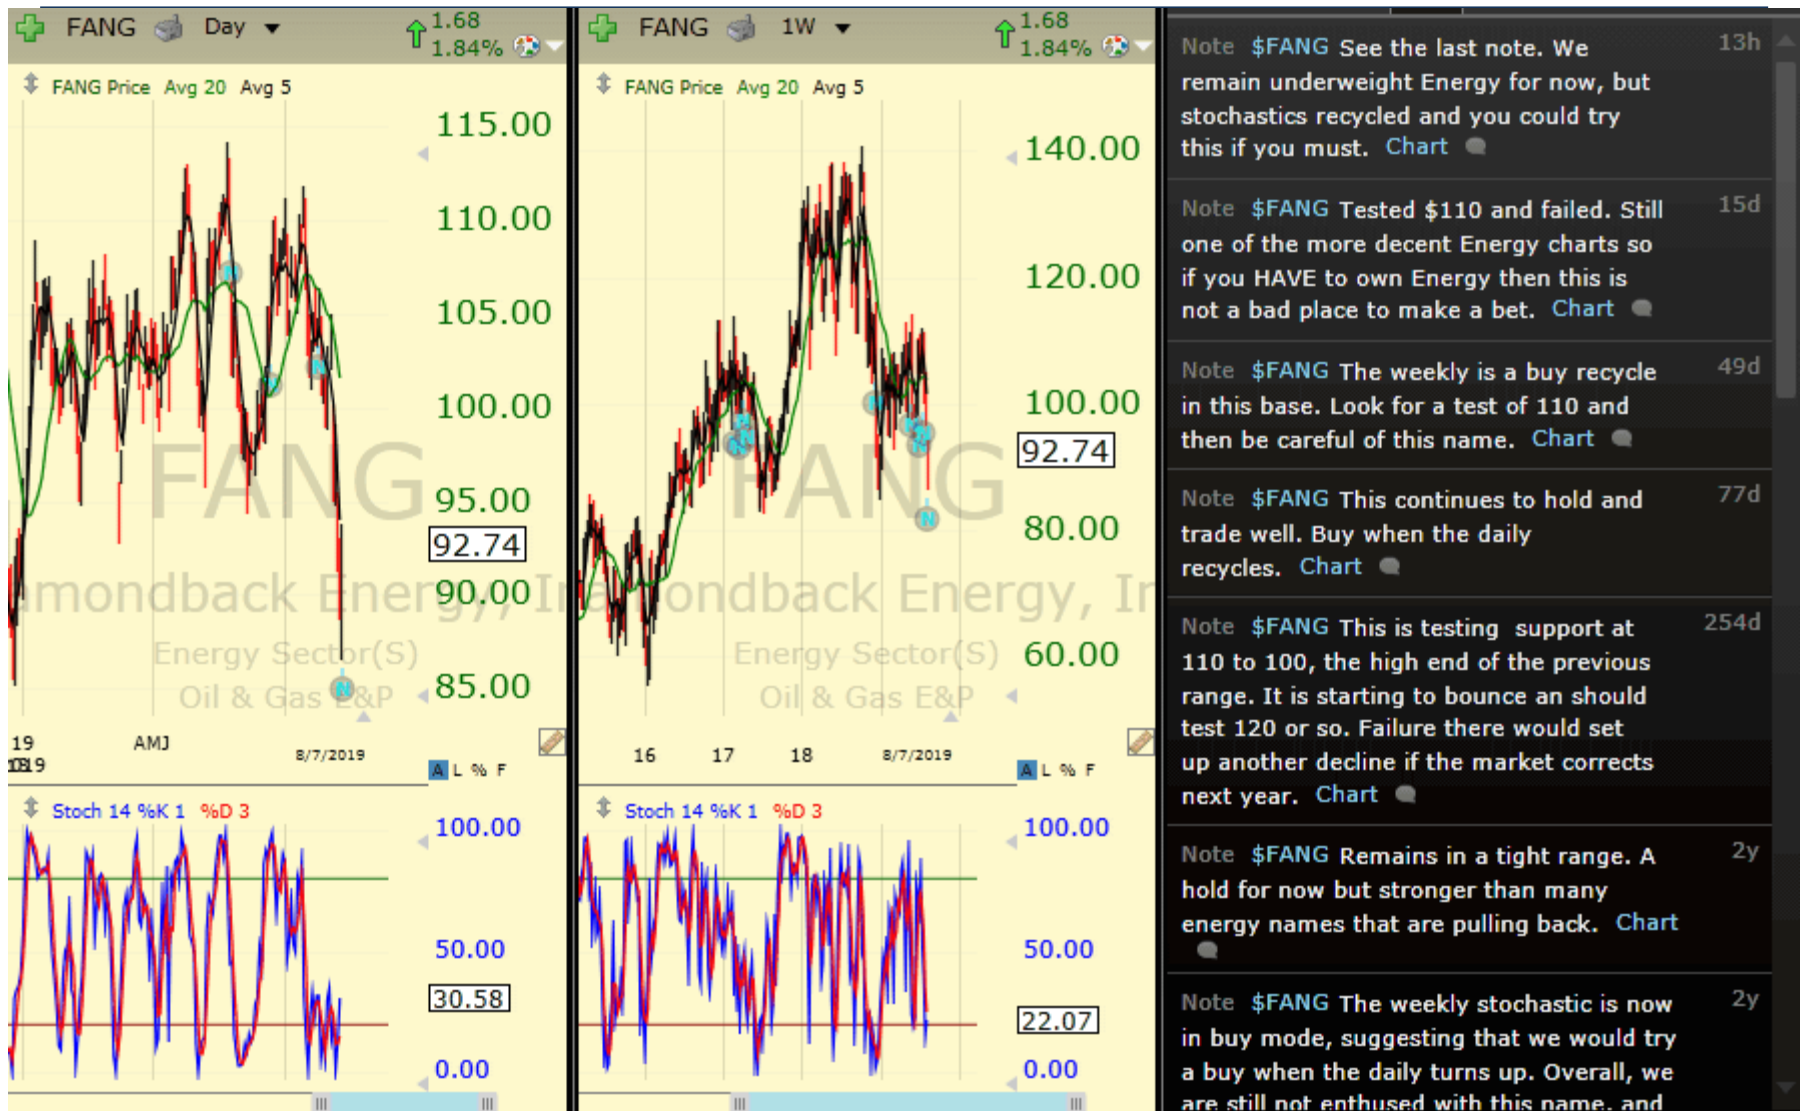 FANG Day 1.68
1.84%
FANG Price Avg 20 Avg 5
115.00
110.00
105.00
100.00
95.00
92.74
90.00
85.00
FANG
amondback Energy, In
Energy Sector(S)
Oil & Gas E&P
19 AMJ 8/7/2019
A L % F
Stoch 14 %K 1 %D 3
100.00
50.00
30.58
0.00
FANG 1W 1.68
1.84%
FANG Price Avg 20 Avg 5
140.00
120.00
100.00
92.74
80.00
60.00
FANG
amondback Energy, In
Energy Sector(S)
Oil & Gas E&P
16 17 18 8/7/2019
A L % F
Stoch 14 %K 1 %D 3
100.00
50.00
22.07
0.00
Note $FANG See the last note. We 13h
remain underweight Energy for now, but
stochastics recycled and you could try
this if you must. Chart
Note $FANG Tested $110 and failed. Still 15d
one of the more decent Energy charts so
if you HAVE to own Energy then this is
not a bad place to make a bet. Chart
Note $FANG The weekly is a buy recycle 49d
in this base. Look for a test of 110 and
then be careful of this name. Chart
Note $FANG This continues to hold and 77d
trade well. Buy when the daily
recycles. Chart
Note $FANG This is testing support at 254d
110 to 100, the high end of the previous
range. It is starting to bounce an should
test 120 or so. Failure there would set
up another decline if the market corrects
next year. Chart
Note $FANG Remains in a tight range. A 2y
hold for now but stronger than many
energy names that are pulling back. Chart
Note $FANG The weekly stochastic is now 2y
in buy mode, suggesting that we would try
a buy when the daily turns up. Overall, we
are still not enthused with this name, and